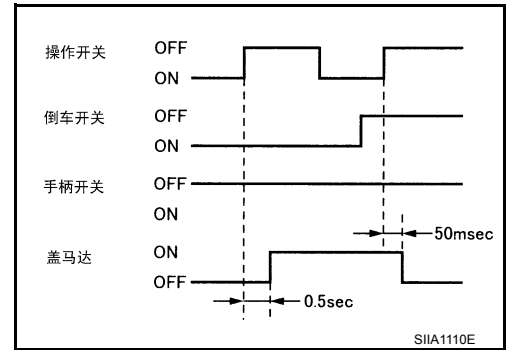 操作开关 OFF
ON
倒车开关 OFF
ON
手柄开关 OFF
ON
50msec
盖马达 ON
OFF
0.5sec
SIIA1110E